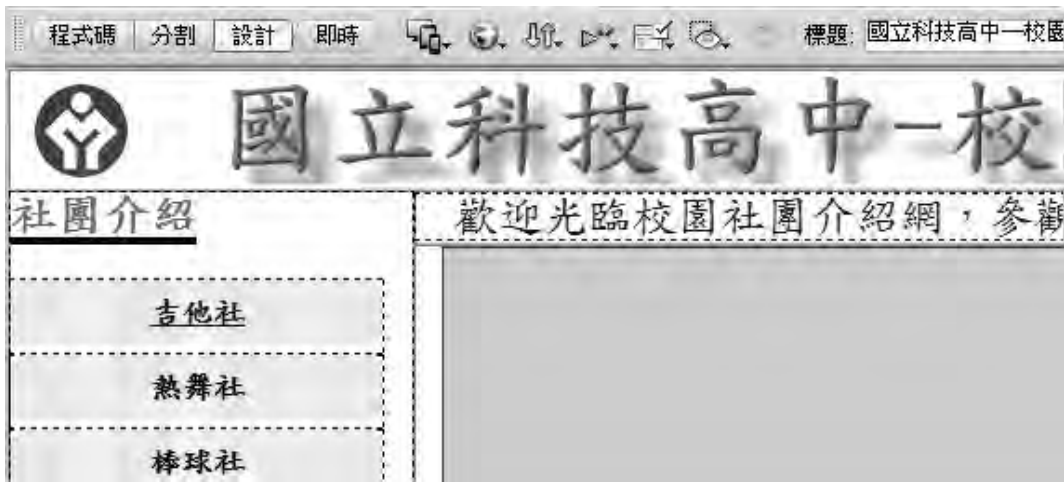 程式碼 分割 設計 即時 標題: 國立科技高中—校園
國立科技高中-校
社團介紹 歡迎光臨校園社團介紹網，參觀
吉他社
熱舞社
棒球社